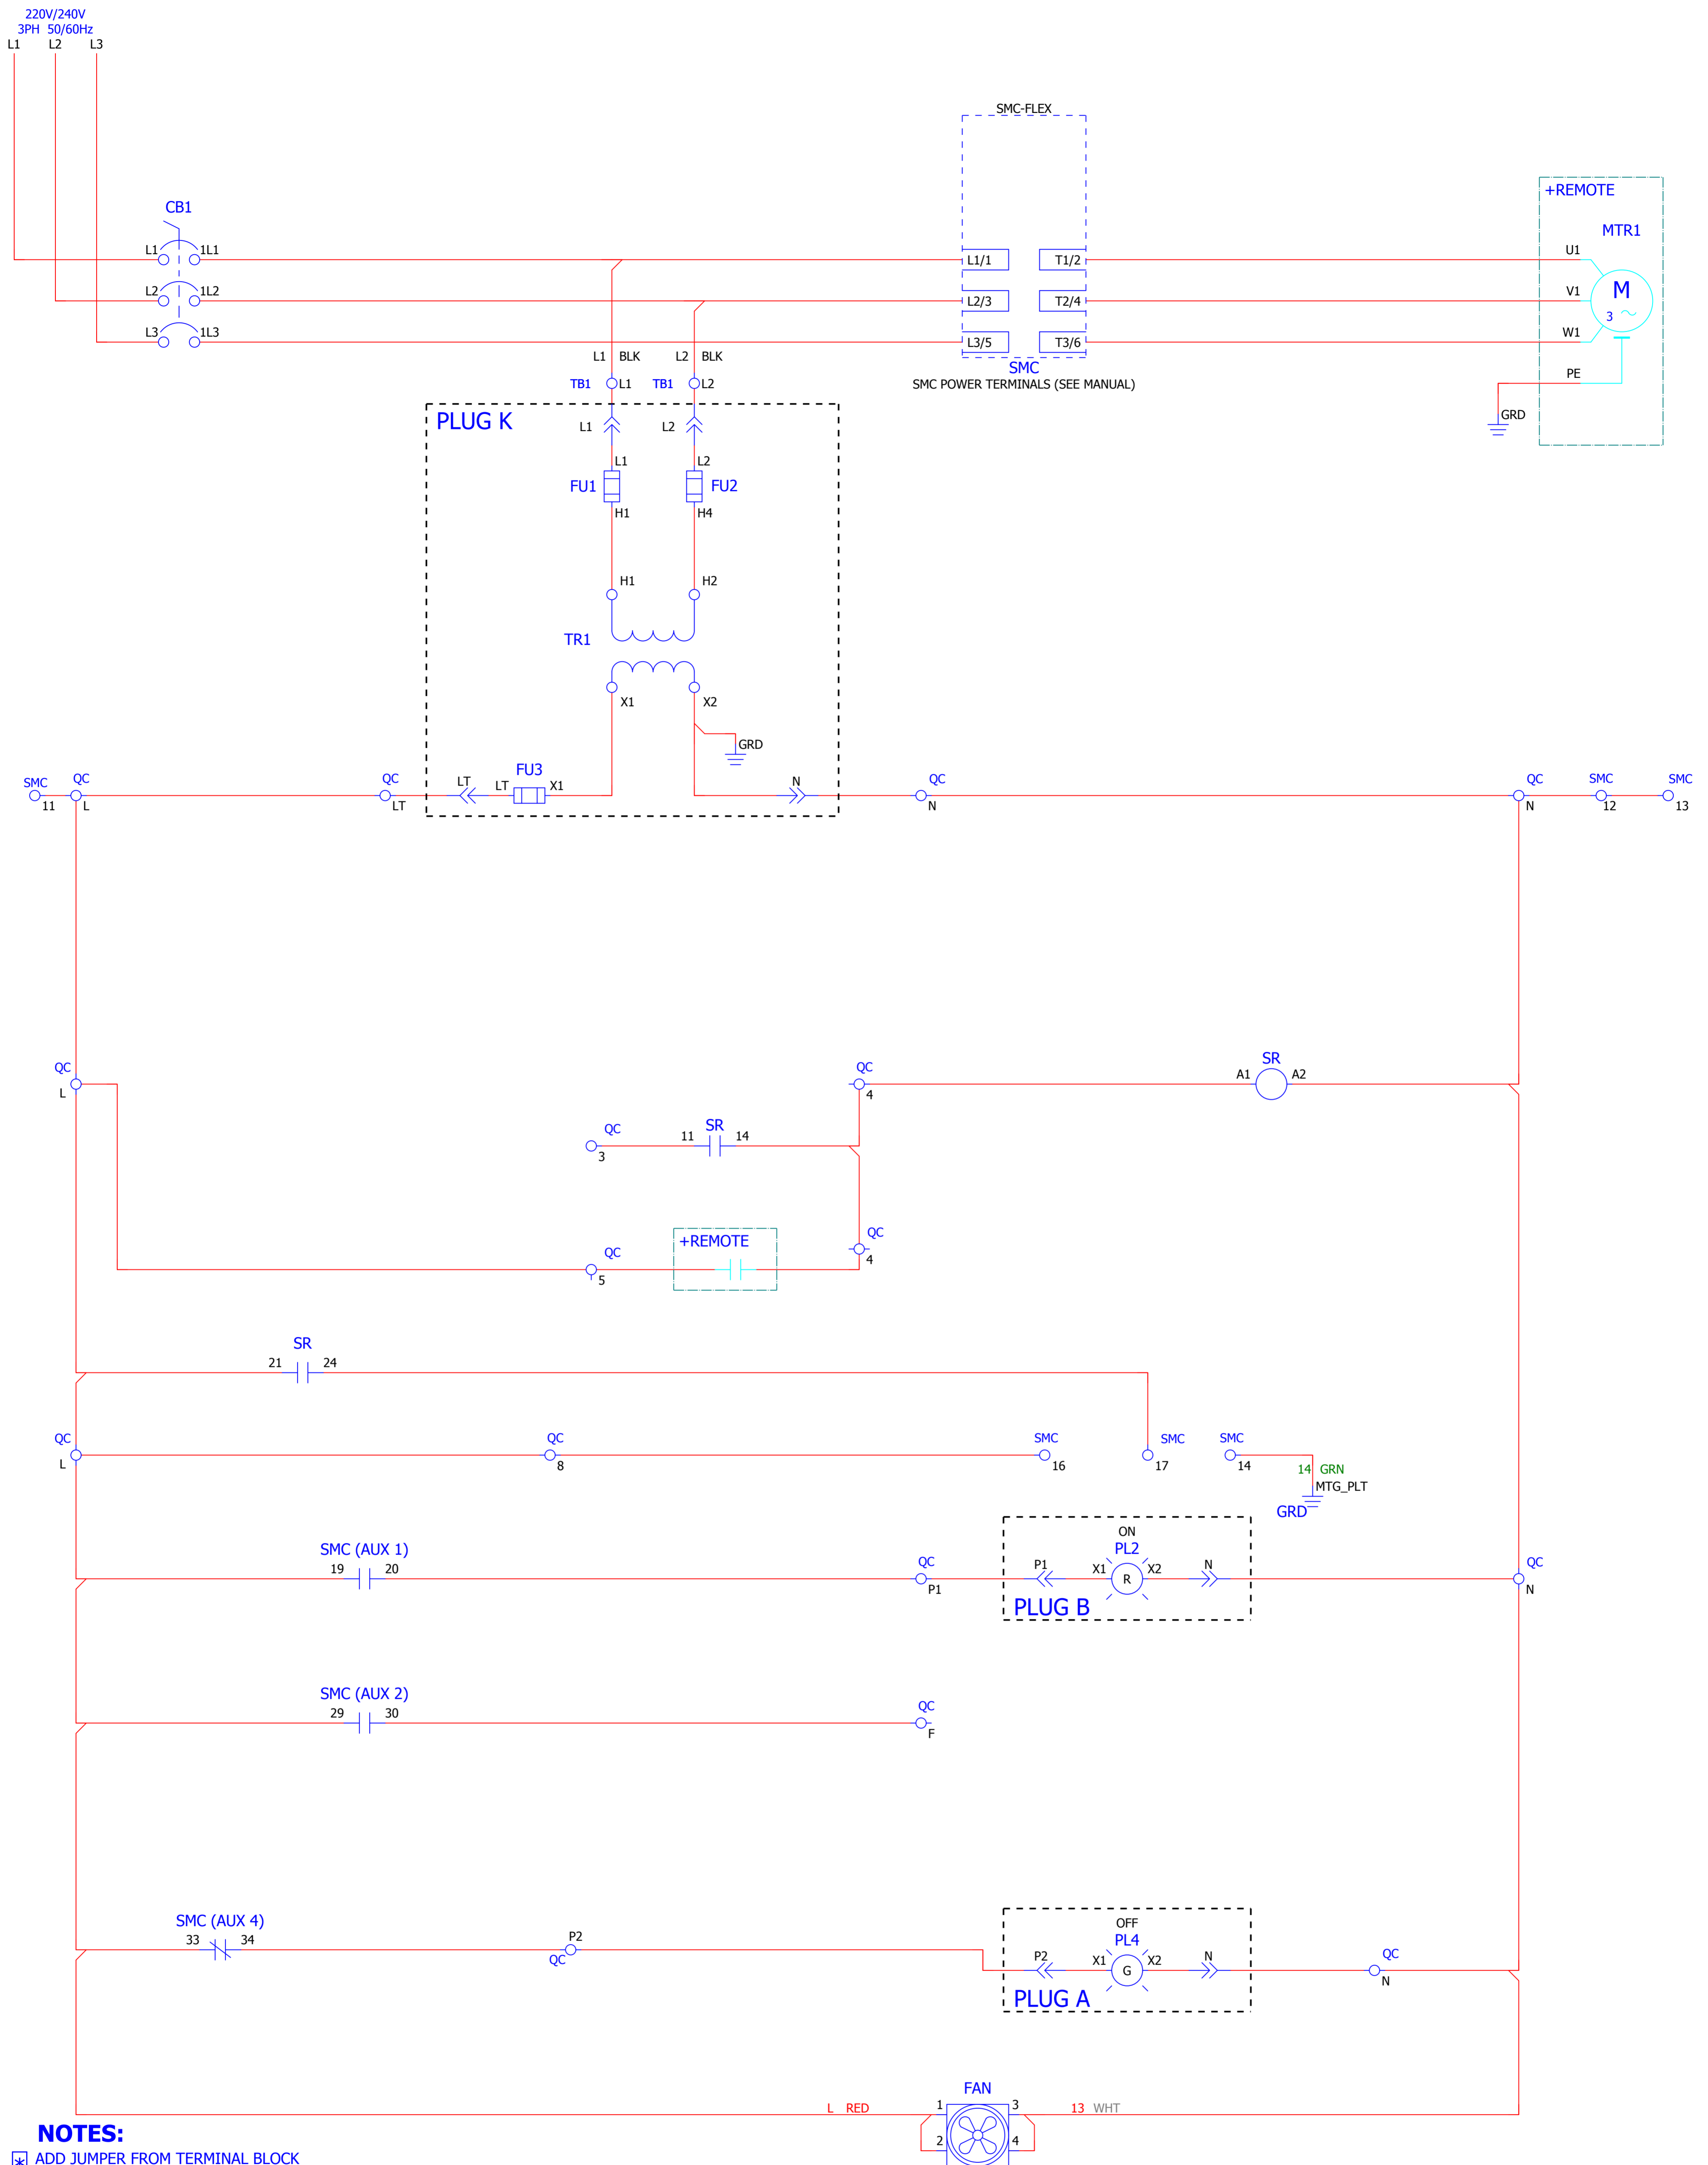 220V/240V
3PH 50/60Hz
L1 L2 L3
SMC-FLEX
+REMOTE
CB1
MTR1
L1 1L1
L1/1 T1/2
U1
L2 1L2
L2/3 T2/4
V1
M
3
L3 1L3
L3/5 T3/6
W1
L1 BLK L2 BLK
SMC
PE
TB1 L1 TB1 L2
SMC POWER TERMINALS (SEE MANUAL)
GRD
PLUG K
L1 L2
L1 L2
FU1 FU2
H1 H4
H1 H2
TR1
X1 X2
GRD
SMC QC QC LT LT FU3 X1 N QC QC SMC SMC
11 L LT N N 12 13
QC QC SR
L 4 A1 A2
QC SR
3 11 14
QC
4
+REMOTE
QC
5
SR
21 24
QC QC SMC SMC SMC
L 8 16 17 14
14 GRN
MTG_PLT
GRD
ON
SMC (AUX 1) PL2
19 20 QC P1 X1 R X2 N QC
P1 N
PLUG B
SMC (AUX 2)
29 30 QC
F
OFF
SMC (AUX 4) PL4
33 34 P2
QC
P2 X1 G X2 N QC
N
PLUG A
FAN
L RED 1 3 13 WHT
2 4
NOTES:
* ADD JUMPER FROM TERMINAL BLOCK